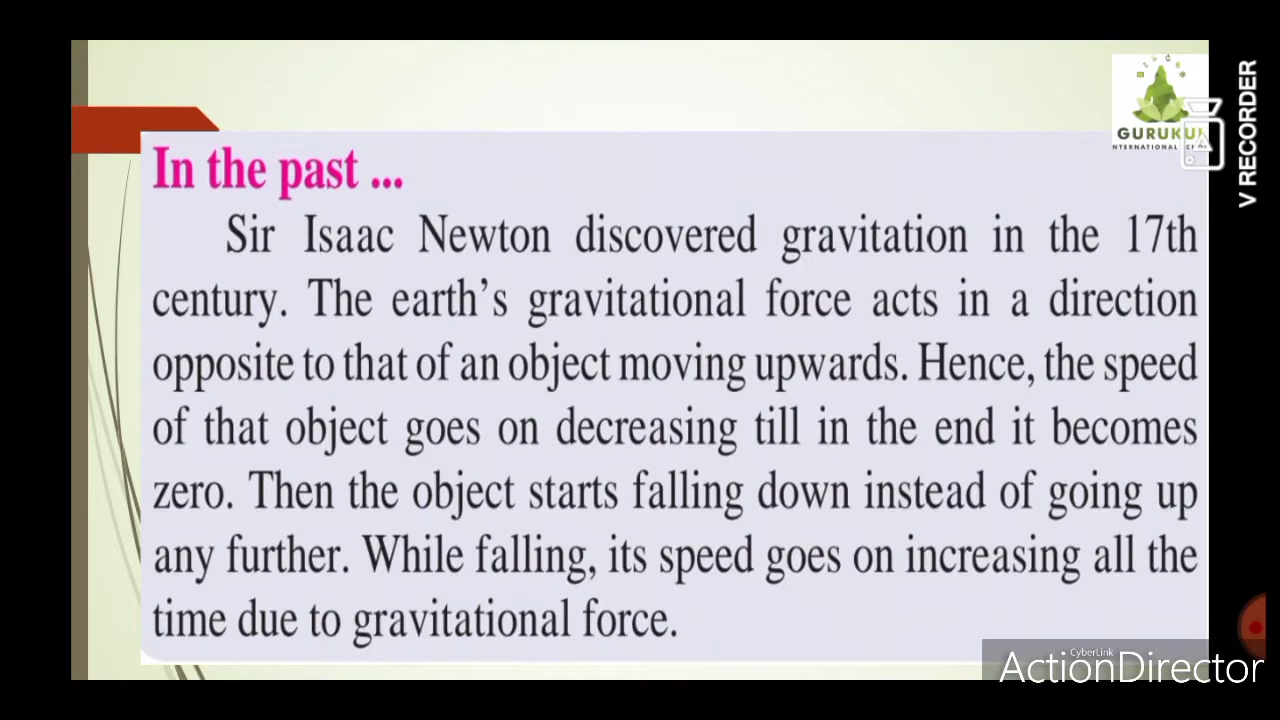 GURUKUL
INTERNATIONAL
V RECORDER
In the past ...
Sir Isaac Newton discovered gravitation in the 17th
century. The earth’s gravitational force acts in a direction
opposite to that of an object moving upwards. Hence, the speed
of that object goes on decreasing till in the end it becomes
zero. Then the object starts falling down instead of going up
any further. While falling, its speed goes on increasing all the
time due to gravitational force.
CyberLink
ActionDirector